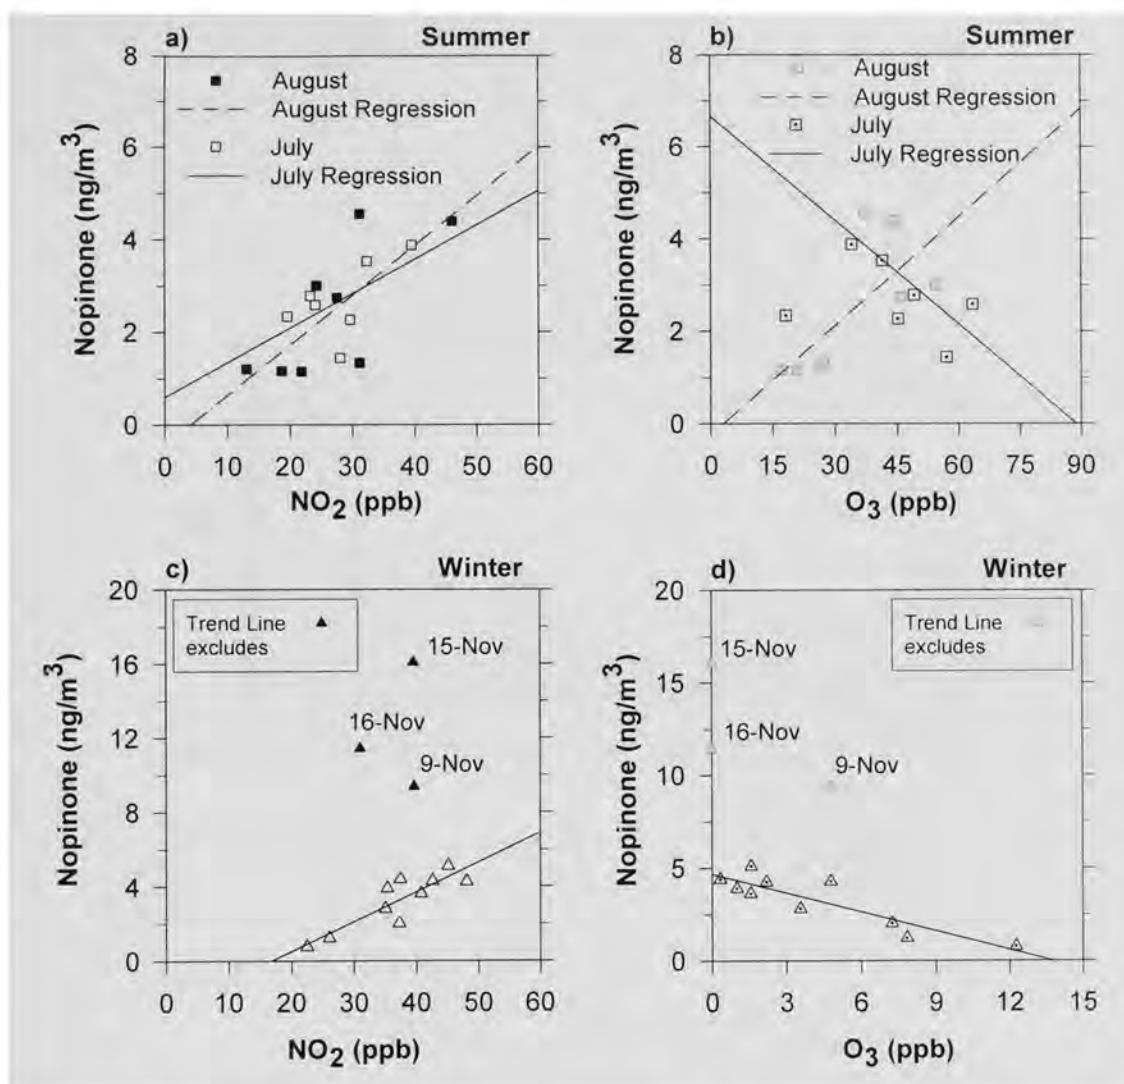 a) Summer
8
6
4
2
0
Nopinone (ng/m3)
August
August Regression
July
July Regression
0 10 20 30 40 50 60
NO2 (ppb)
b) Summer
8
6
4
2
0
Nopinone (ng/m3)
August
August Regression
July
July Regression
0 15 30 45 60 75 90
O3 (ppb)
c) Winter
20
16
12
8
4
0
Nopinone (ng/m3)
Trend Line
excludes
15-Nov
16-Nov
9-Nov
0 10 20 30 40 50 60
NO2 (ppb)
d) Winter
20
15
10
5
0
Nopinone (ng/m3)
Trend Line
excludes
15-Nov
16-Nov
9-Nov
0 3 6 9 12 15
O3 (ppb)